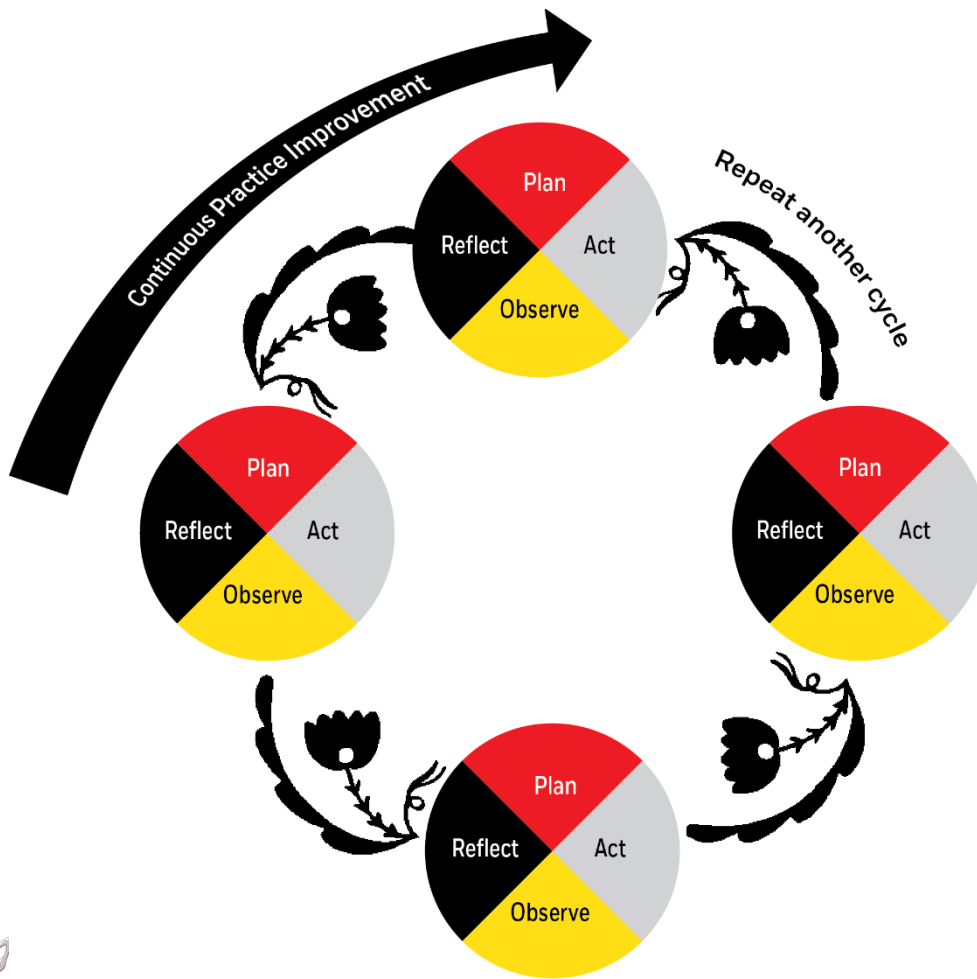 Continuous Practice Improvement
Repeat another cycle
Plan
Reflect
Act
Observe
Plan
Reflect
Act
Observe
Plan
Reflect
Act
Observe
Plan
Reflect
Act
Observe